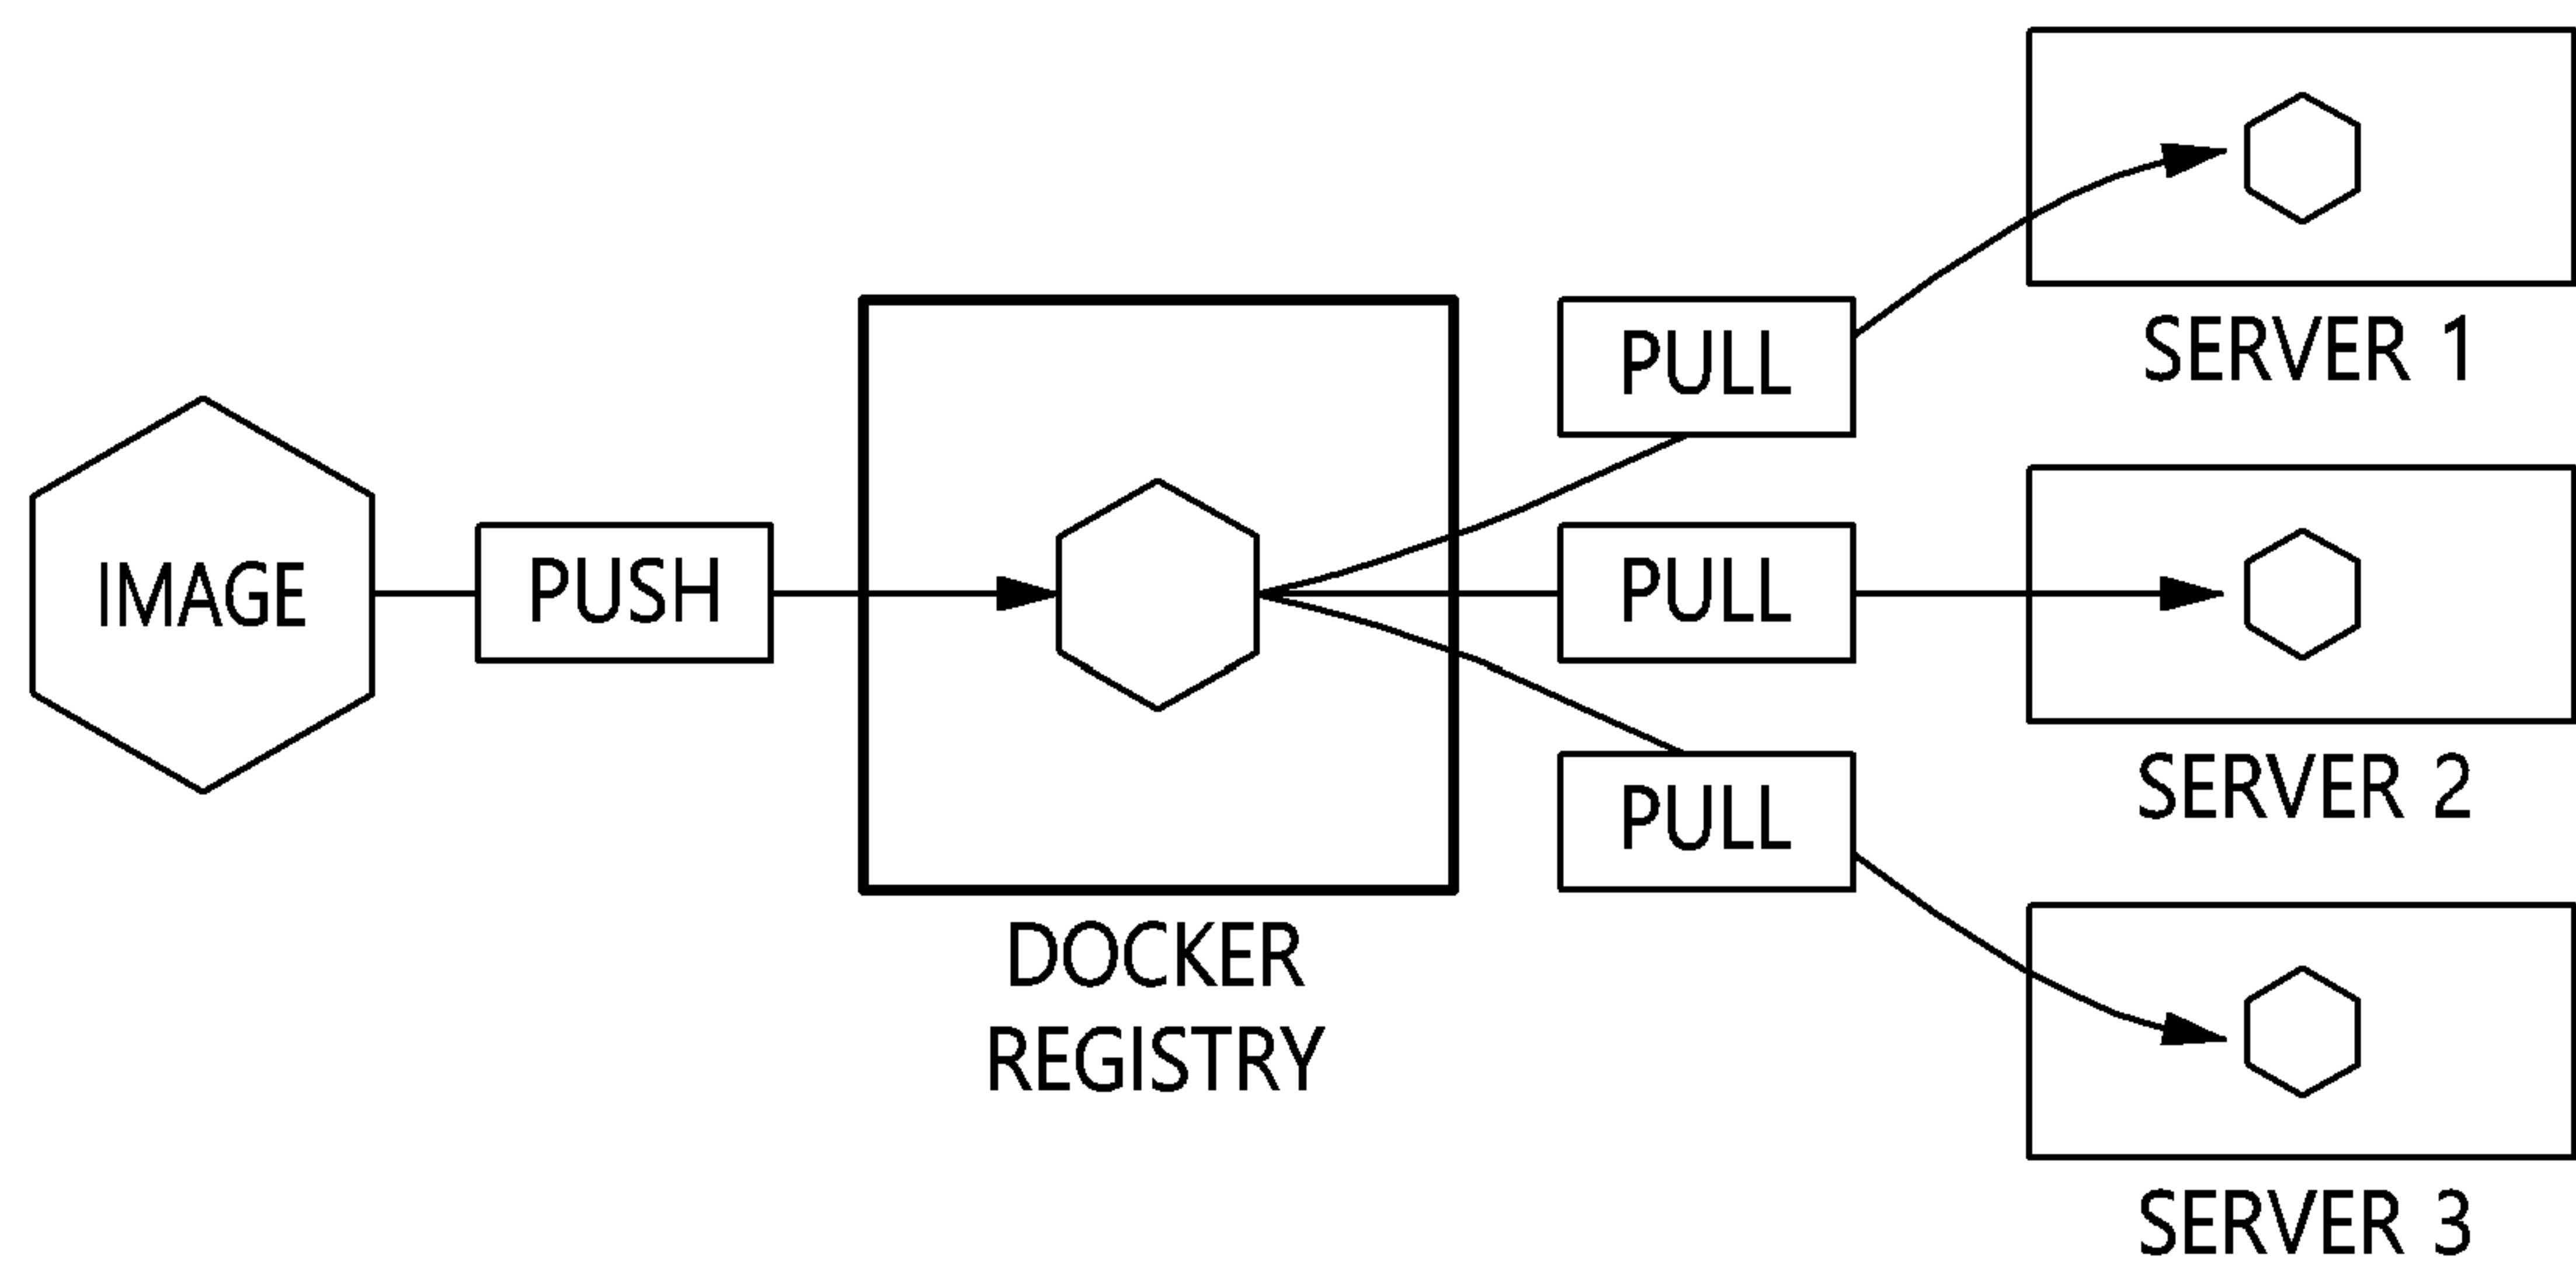 IMAGE
PUSH
DOCKER
REGISTRY
PULL
PULL
PULL
SERVER 1
SERVER 2
SERVER 3